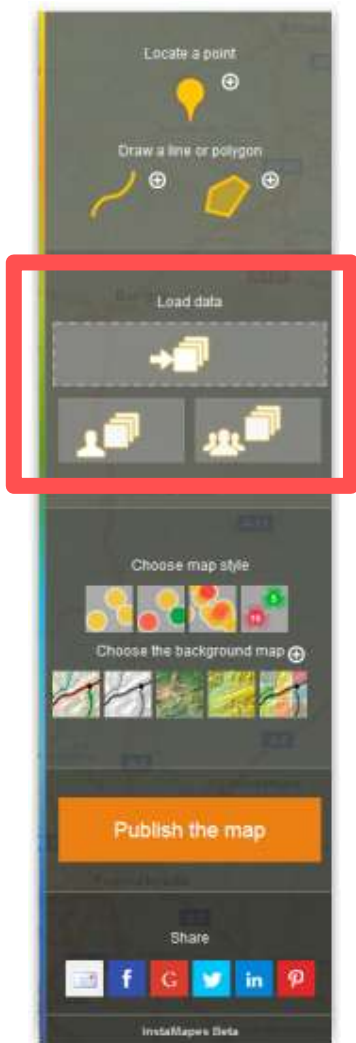 Locate a point
Draw a line or polygon
Load data
Choose map style
Choose the background map
Publish the map
Share
f G in
InstaMapes Beta